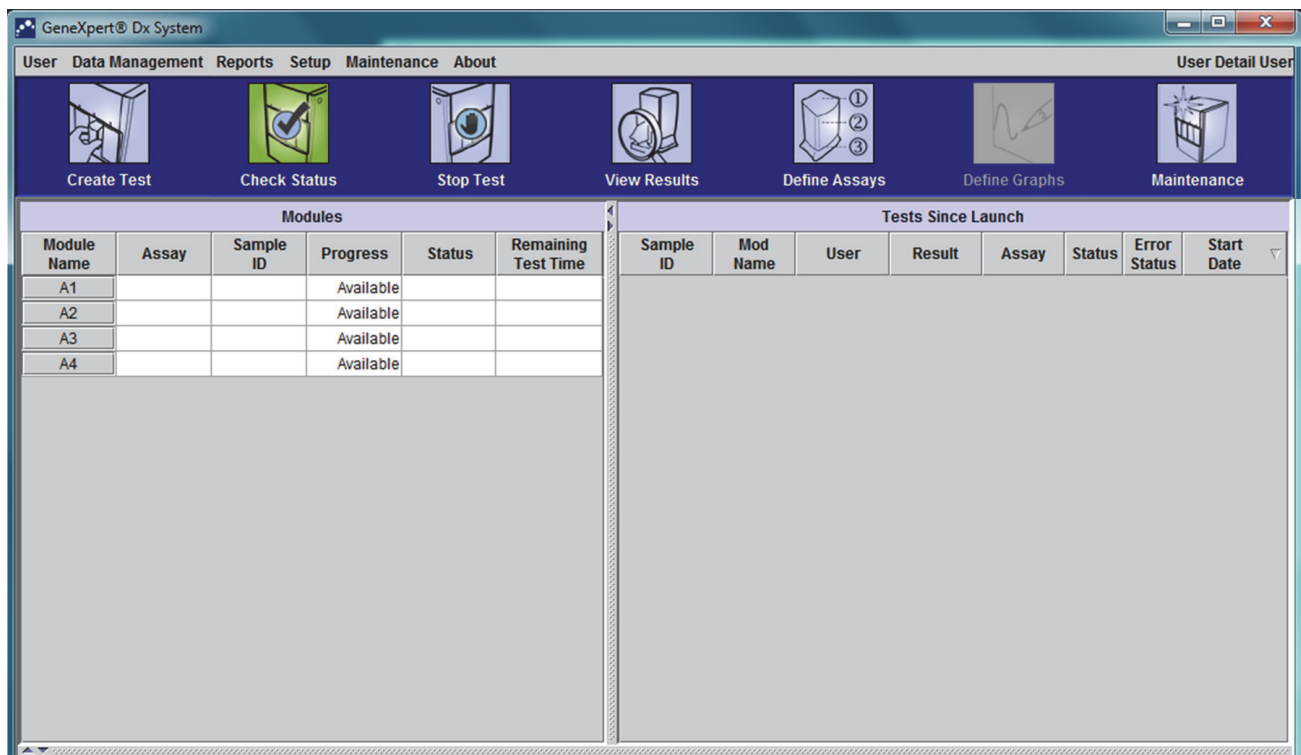 GeneXpert® Dx System
User Data Management Reports Setup Maintenance About User Detail User
① 
②
③
Create Test Check Status Stop Test View Results Define Assays Define Graphs Maintenance
Modules
Module Name Assay Sample ID Progress Status Remaining Test Time
A1 Available
A2 Available
A3 Available
A4 Available
Tests Since Launch
Sample ID Mod Name User Result Assay Status Error Status Start Date